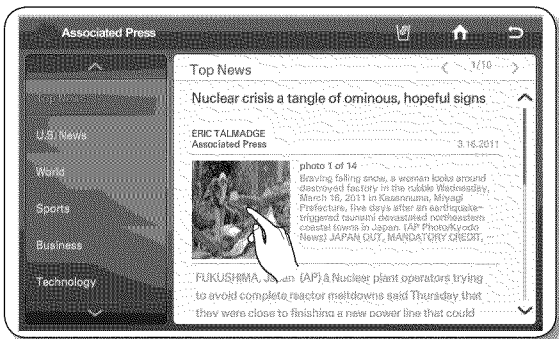 Associated Press
Top News
U.S. News
World
Sports
Business
Technology
Top News
1/10
Nuclear crisis a tangle of ominous, hopeful signs
ERIC TALMADGE
Associated Press
3.16.2011
photo 1 of 14
Braving falling snow, a woman looks around
destroyed factory in the rubble Wednesday,
March 16, 2011 in Kesennuma, Miyagi
Prefecture, five days after an earthquake-
triggered tsunami devastated northeastern
coastal towns in Japan. (AP Photo/Kyodo
News) JAPAN OUT, MANDATORY CREDIT,
FUKUSHIMA, Japan (AP) â Nuclear plant operators trying
to avoid complete reactor meltdowns said Thursday that
they were close to finishing a new power line that could